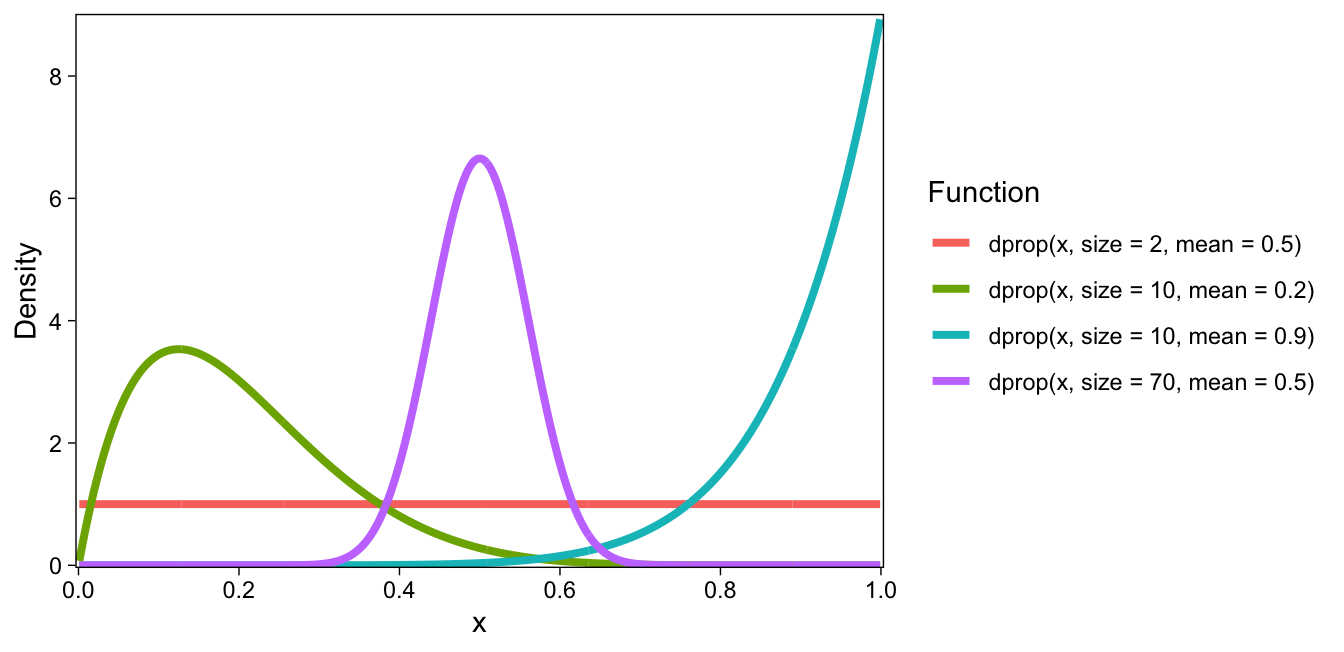 Density
8
6
4
2
0
0.0 0.2 0.4 0.6 0.8 1.0
x
Function
dprop(x, size = 2, mean = 0.5)
dprop(x, size = 10, mean = 0.2)
dprop(x, size = 10, mean = 0.9)
dprop(x, size = 70, mean = 0.5)